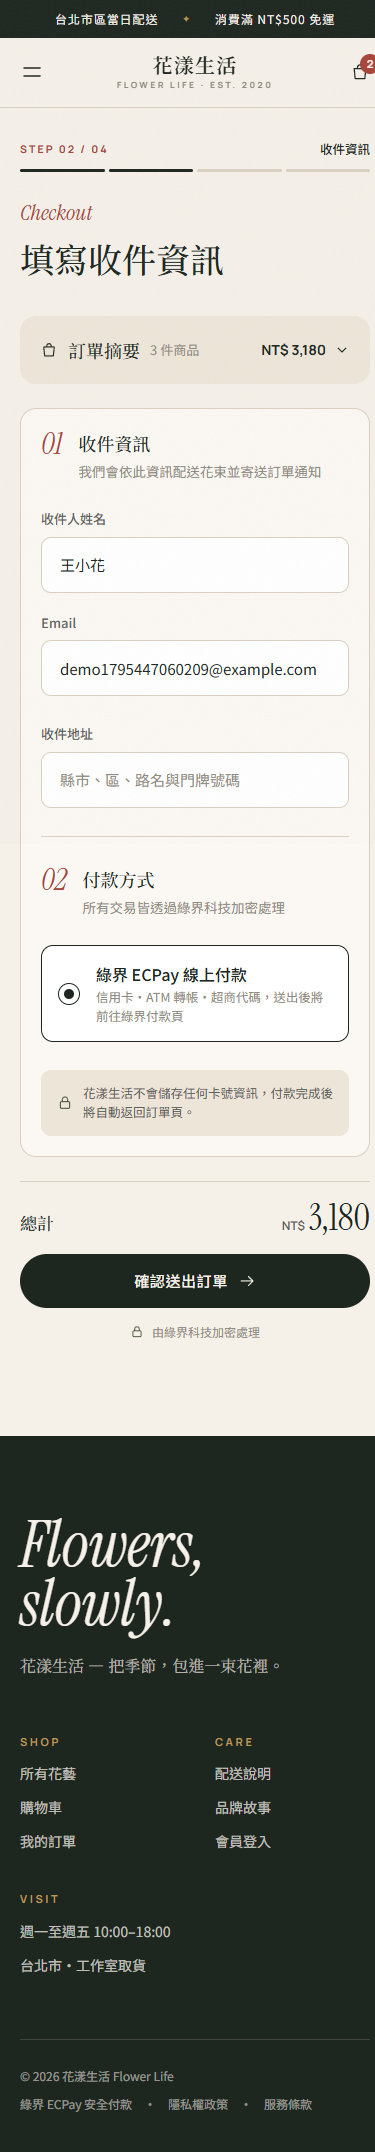 台北市區當日配送 ✦ 消費滿 NT$500 免運
花漾生活
FLOWER LIFE · EST. 2020
2
STEP 02 / 04 收件資訊
Checkout
填寫收件資訊
訂單摘要 3 件商品 NT$ 3,180
01 收件資訊
我們會依此資訊配送花束並寄送訂單通知
收件人姓名
王小花
Email
demo1795447060209@example.com
收件地址
縣市、區、路名與門牌號碼
02 付款方式
所有交易皆透過綠界科技加密處理
綠界 ECPay 線上付款
信用卡・ATM 轉帳・超商代碼，送出後將
前往綠界付款頁
花漾生活不會儲存任何卡號資訊，付款完成後
將自動返回訂單頁。
總計 NT$ 3,180
確認送出訂單 →
由綠界科技加密處理
Flowers,
slowly.
花漾生活 — 把季節，包進一束花裡。
SHOP CARE
所有花藝 配送說明
購物車 品牌故事
我的訂單 會員登入
VISIT
週一至週五 10:00–18:00
台北市・工作室取貨
© 2026 花漾生活 Flower Life
綠界 ECPay 安全付款 • 隱私權政策 • 服務條款